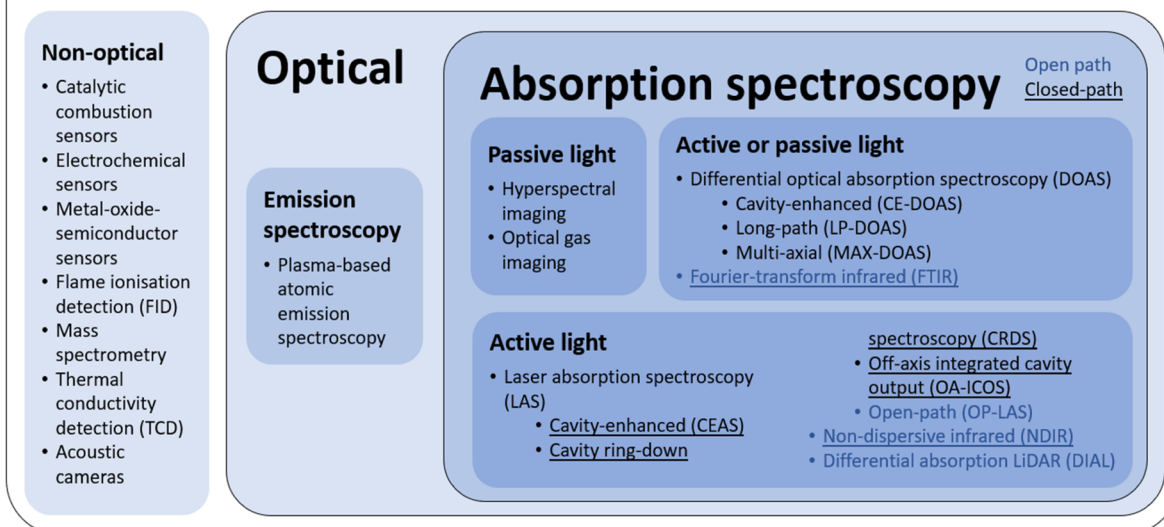 Non-optical
• Catalytic
combustion
sensors
• Electrochemical
sensors
• Metal-oxide-
semiconductor
sensors
• Flame ionisation
detection (FID)
• Mass
spectrometry
• Thermal
conductivity
detection (TCD)
• Acoustic
cameras
Optical
Emission
spectroscopy
• Plasma-based
atomic
emission
spectroscopy
Absorption spectroscopy
Open path
Closed-path
Passive light
• Hyperspectral
imaging
• Optical gas
imaging
Active or passive light
• Differential optical absorption spectroscopy (DOAS)
• Cavity-enhanced (CE-DOAS)
• Long-path (LP-DOAS)
• Multi-axial (MAX-DOAS)
• Fourier-transform infrared (FTIR)
Active light
• Laser absorption spectroscopy
(LAS)
• Cavity-enhanced (CEAS)
• Cavity ring-down
spectroscopy (CRDS)
• Off-axis integrated cavity
output (OA-ICOS)
• Open-path (OP-LAS)
• Non-dispersive infrared (NDIR)
• Differential absorption LiDAR (DIAL)